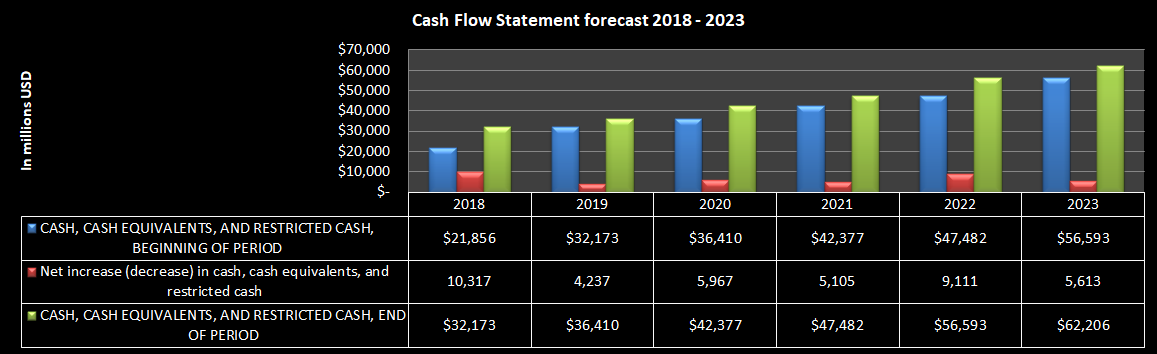 Cash Flow Statement forecast 2018 - 2023
In millions USD
$70,000
$60,000
$50,000
$40,000
$30,000
$20,000
$10,000
$-
2018 2019 2020 2021 2022 2023
CASH, CASH EQUIVALENTS, AND RESTRICTED CASH,
BEGINNING OF PERIOD
$21,856 $32,173 $36,410 $42,377 $47,482 $56,593
Net increase (decrease) in cash, cash equivalents, and
restricted cash
10,317 4,237 5,967 5,105 9,111 5,613
CASH, CASH EQUIVALENTS, AND RESTRICTED CASH, END
OF PERIOD
$32,173 $36,410 $42,377 $47,482 $56,593 $62,206